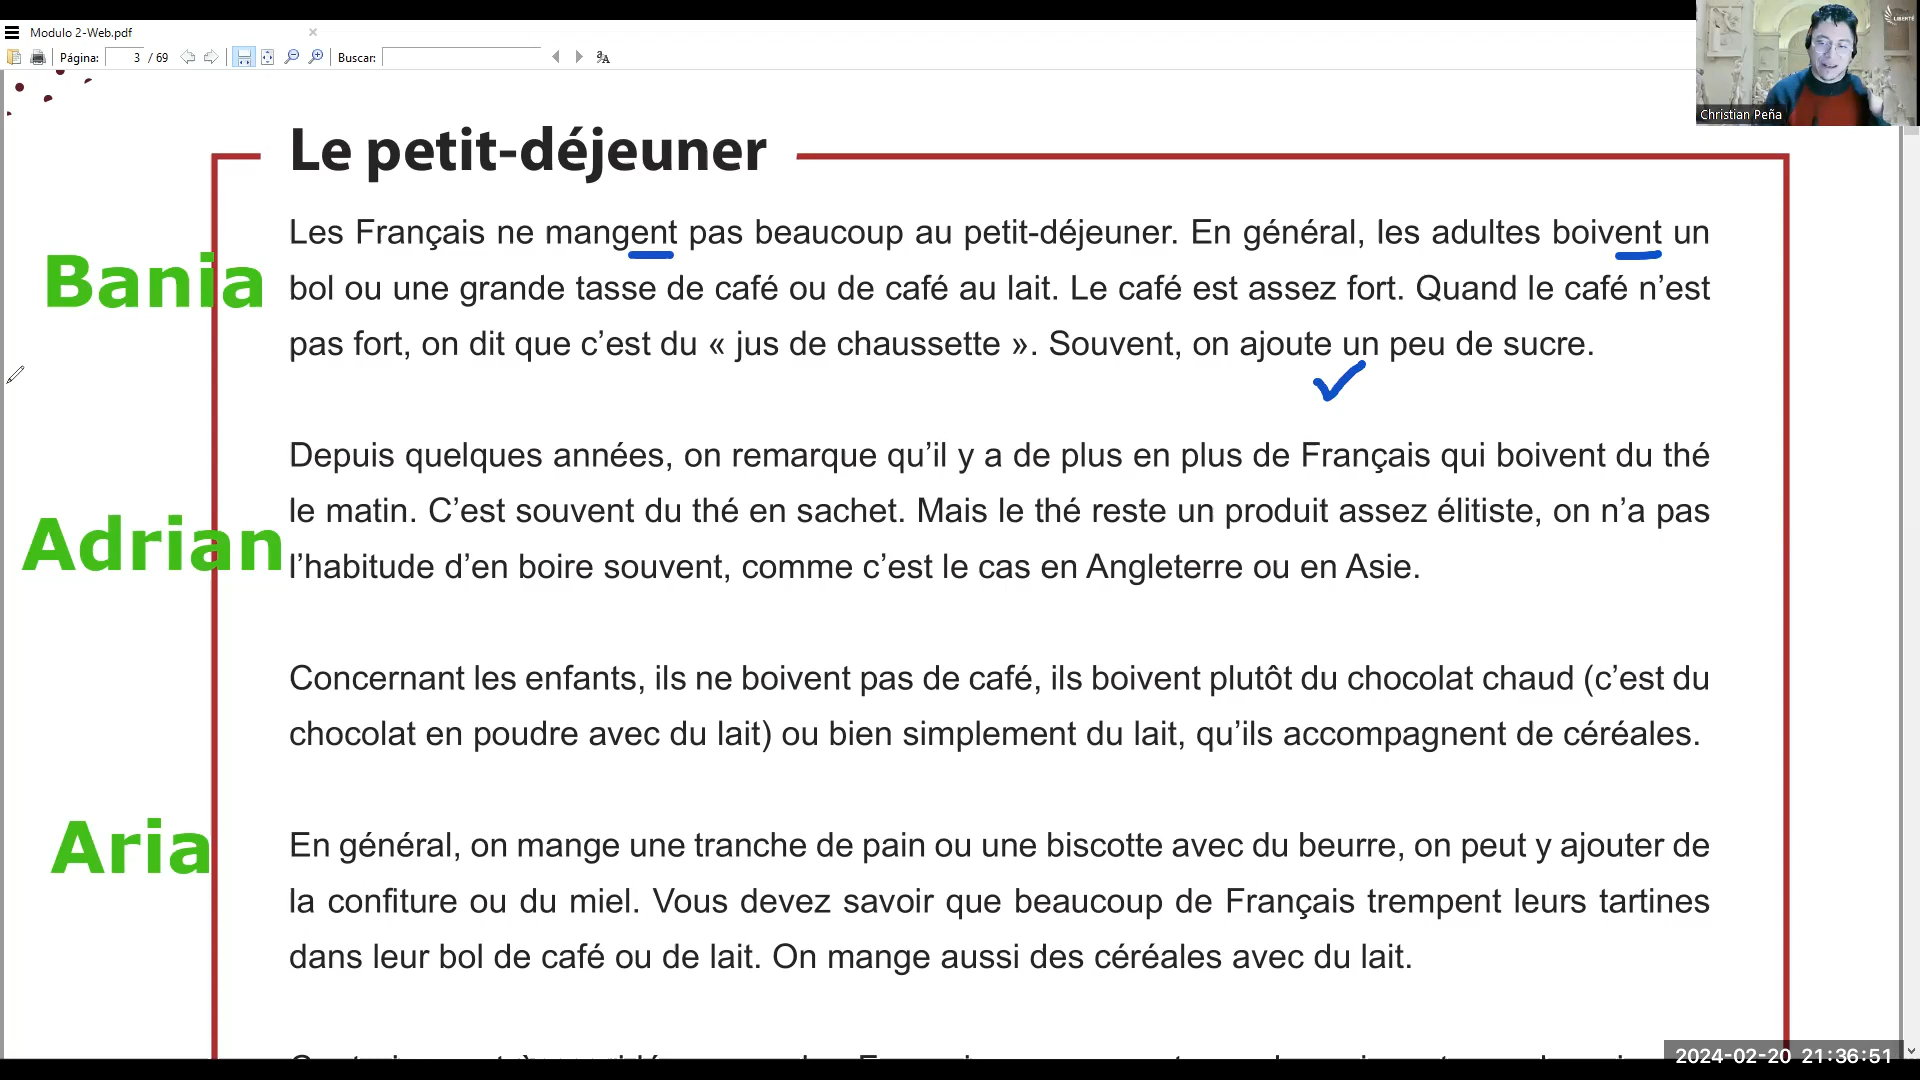 Modulo 2-Web.pdf
Página: 3 / 69 Buscar:
LIBERTÉ
Christian Peña
Le petit-déjeuner
Les Français ne mangent pas beaucoup au petit-déjeuner. En général, les adultes boivent un
Bania
bol ou une grande tasse de café ou de café au lait. Le café est assez fort. Quand le café n’est
pas fort, on dit que c’est du « jus de chaussette ». Souvent, on ajoute un peu de sucre.
Depuis quelques années, on remarque qu’il y a de plus en plus de Français qui boivent du thé
le matin. C’est souvent du thé en sachet. Mais le thé reste un produit assez élitiste, on n’a pas
Adrian
l’habitude d’en boire souvent, comme c’est le cas en Angleterre ou en Asie.
Concernant les enfants, ils ne boivent pas de café, ils boivent plutôt du chocolat chaud (c’est du
chocolat en poudre avec du lait) ou bien simplement du lait, qu’ils accompagnent de céréales.
Aria
En général, on mange une tranche de pain ou une biscotte avec du beurre, on peut y ajouter de
la confiture ou du miel. Vous devez savoir que beaucoup de Français trempent leurs tartines
dans leur bol de café ou de lait. On mange aussi des céréales avec du lait.
2024-02-20 21:36:51